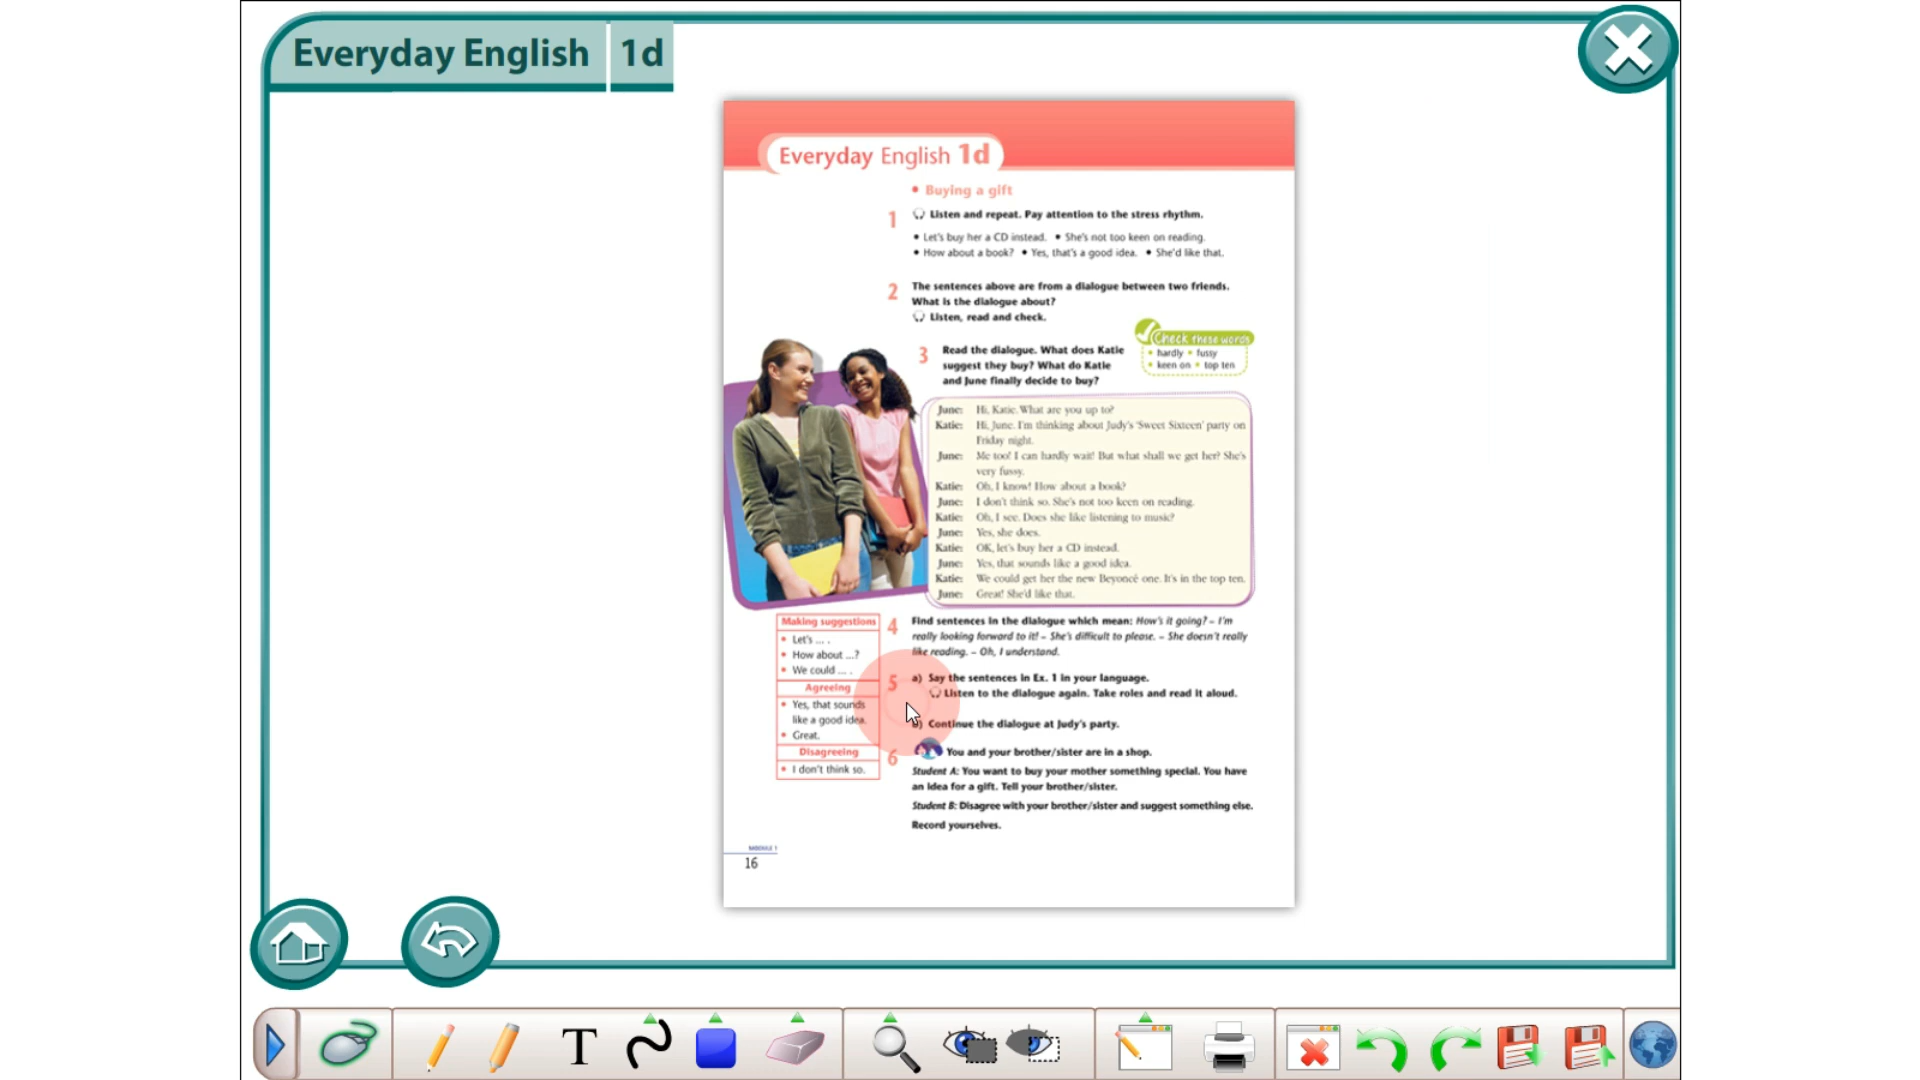 Everyday English 1d
Everyday English 1d
• Buying a gift
1 Listen and repeat. Pay attention to the stress rhythm.
• Let's buy her a CD instead. • She's not too keen on reading.
• How about a book? • Yes, that's a good idea. • She'd like that.
2 The sentences above are from a dialogue between two friends.
What is the dialogue about?
Listen, read and check.
3 Read the dialogue. What does Katie
suggest they buy? What do Katie
and June finally decide to buy?
Check these words
• hardly • fussy
• keen on • top ten
June: Hi, Katie. What are you up to?
Katie: Hi, June. I'm thinking about Judy's 'Sweet Sixteen' party on
Friday night.
June: Me too! I can hardly wait! But what shall we get her? She's
very fussy.
Katie: Oh, I know! How about a book?
June: I don't think so. She's not too keen on reading.
Katie: Oh, I see. Does she like listening to music?
June: Yes, she does.
Katie: OK, let's buy her a CD instead.
June: Yes, that sounds like a good idea.
Katie: We could get her the new Beyoncé one. It's in the top ten.
June: Great! She'd like that.
Making suggestions
• Let's ... .
• How about ...?
• We could ... .
Agreeing
• Yes, that sounds
like a good idea.
• Great.
Disagreeing
• I don't think so.
4 Find sentences in the dialogue which mean: How's it going? – I'm
really looking forward to it! – She's difficult to please. – She doesn't really
like reading. – Oh, I understand.
5 a) Say the sentences in Ex. 1 in your language.
Listen to the dialogue again. Take roles and read it aloud.
b) Continue the dialogue at Judy's party.
6 You and your brother/sister are in a shop.
Student A: You want to buy your mother something special. You have
an idea for a gift. Tell your brother/sister.
Student B: Disagree with your brother/sister and suggest something else.
Record yourselves.
MODULE 1
16
T